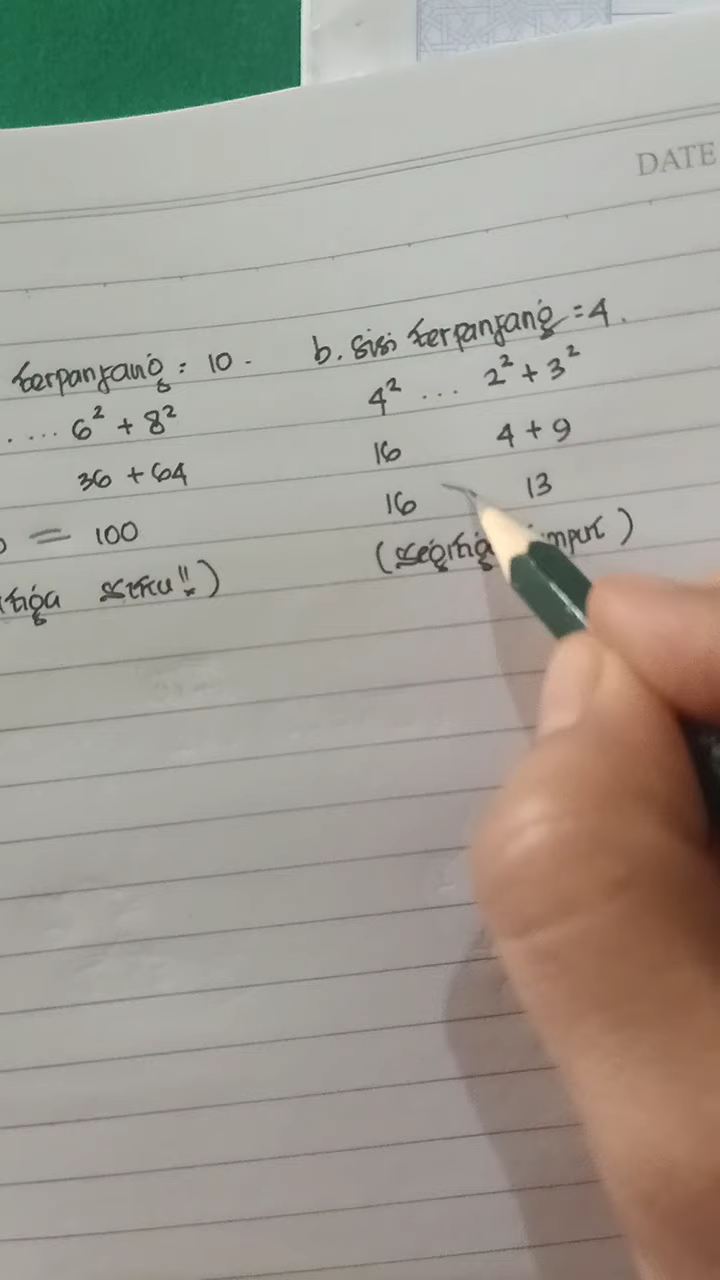 DATE
terpanjang = 10.
.... 6² + 8²
36 + 64
= 100
siku!!)
b. Sisi terpanjang = 4.
4² ... 2² + 3²
16 4 + 9
16 13
(segitiga